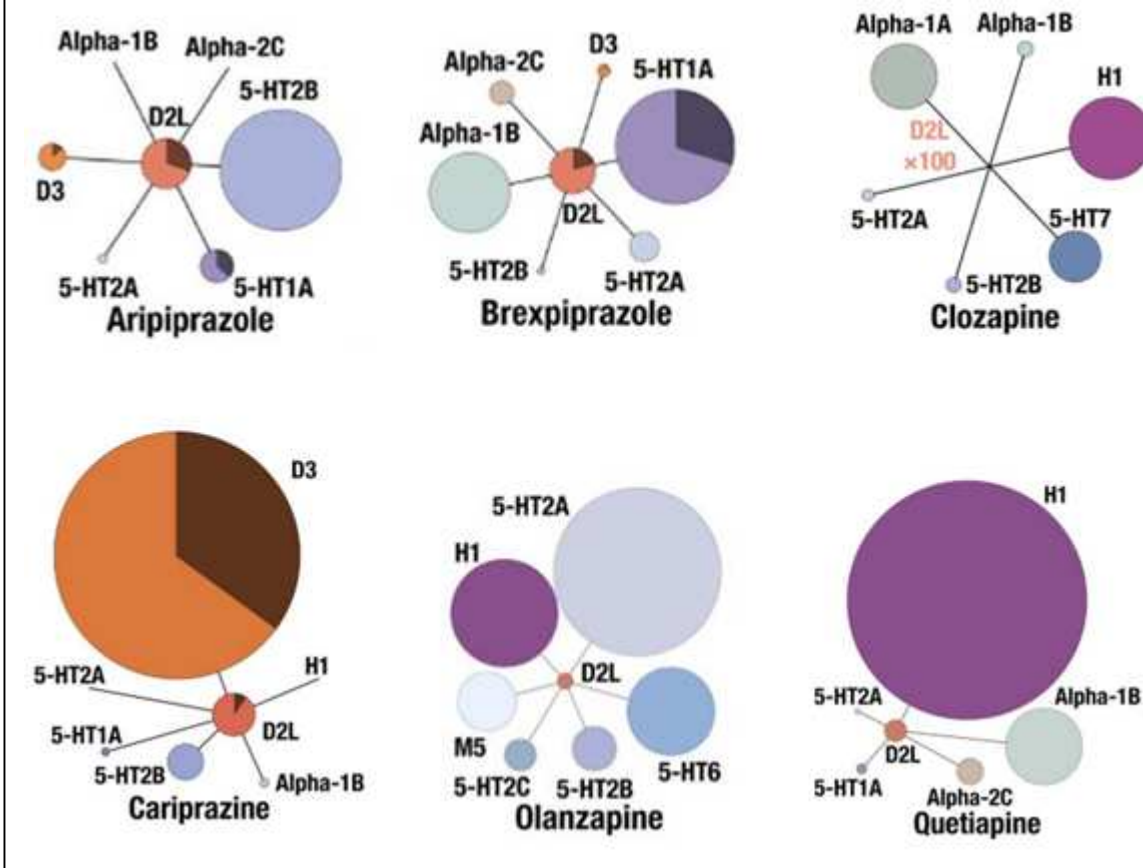 Alpha-1B
Alpha-2C
5-HT2B
D2L
D3
5-HT2A
5-HT1A
Aripiprazole
D3
Alpha-2C
5-HT1A
Alpha-1B
D2L
5-HT2B
5-HT2A
Brexpiprazole
Alpha-1A
Alpha-1B
H1
D2L
×100
5-HT2A
5-HT7
5-HT2B
Clozapine
D3
5-HT2A
H1
5-HT1A
D2L
5-HT2B
Alpha-1B
Cariprazine
5-HT2A
H1
D2L
M5
5-HT6
5-HT2C
5-HT2B
Olanzapine
H1
5-HT2A
Alpha-1B
D2L
5-HT1A
Alpha-2C
Quetiapine